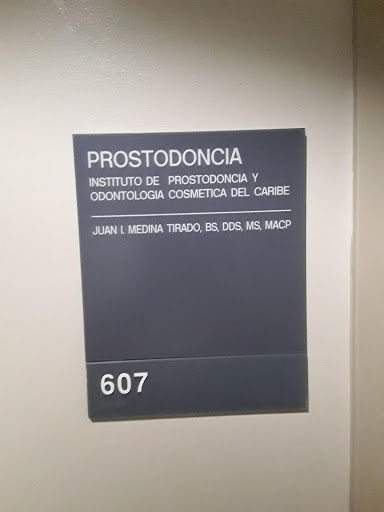 PROSTODONCIA
INSTITUTO DE PROSTODONCIA Y
ODONTOLOGIA COSMETICA DEL CARIBE
JUAN I. MEDINA TIRADO, BS, DDS, MS, MACP
607